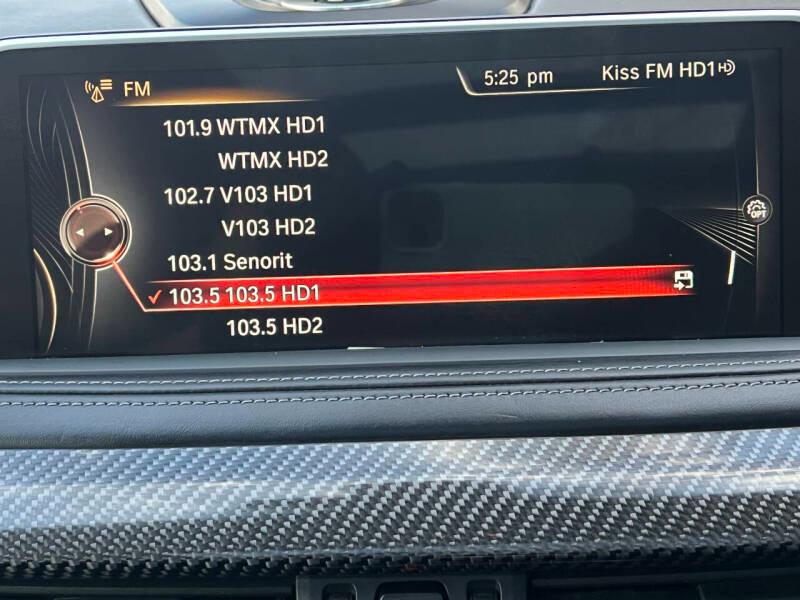 FM
5:25 pm
Kiss FM HD1
101.9 WTMX HD1
WTMX HD2
102.7 V103 HD1
V103 HD2
OPT
103.1 Senorit
103.5 103.5 HD1
103.5 HD2